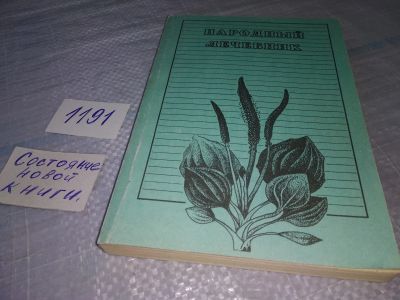 НАРОДНЫЙ
ЛЕЧЕБНИК
1191
Состояние
новой
книги.